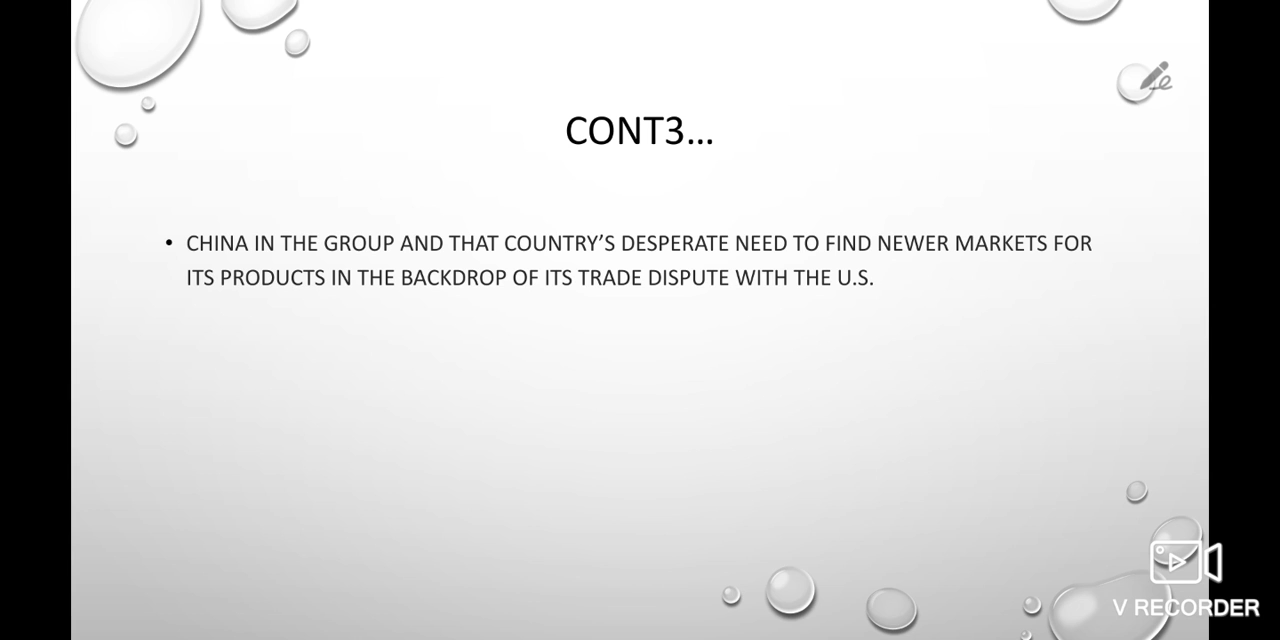 CONT3...
• CHINA IN THE GROUP AND THAT COUNTRY’S DESPERATE NEED TO FIND NEWER MARKETS FOR
ITS PRODUCTS IN THE BACKDROP OF ITS TRADE DISPUTE WITH THE U.S.
V RECORDER